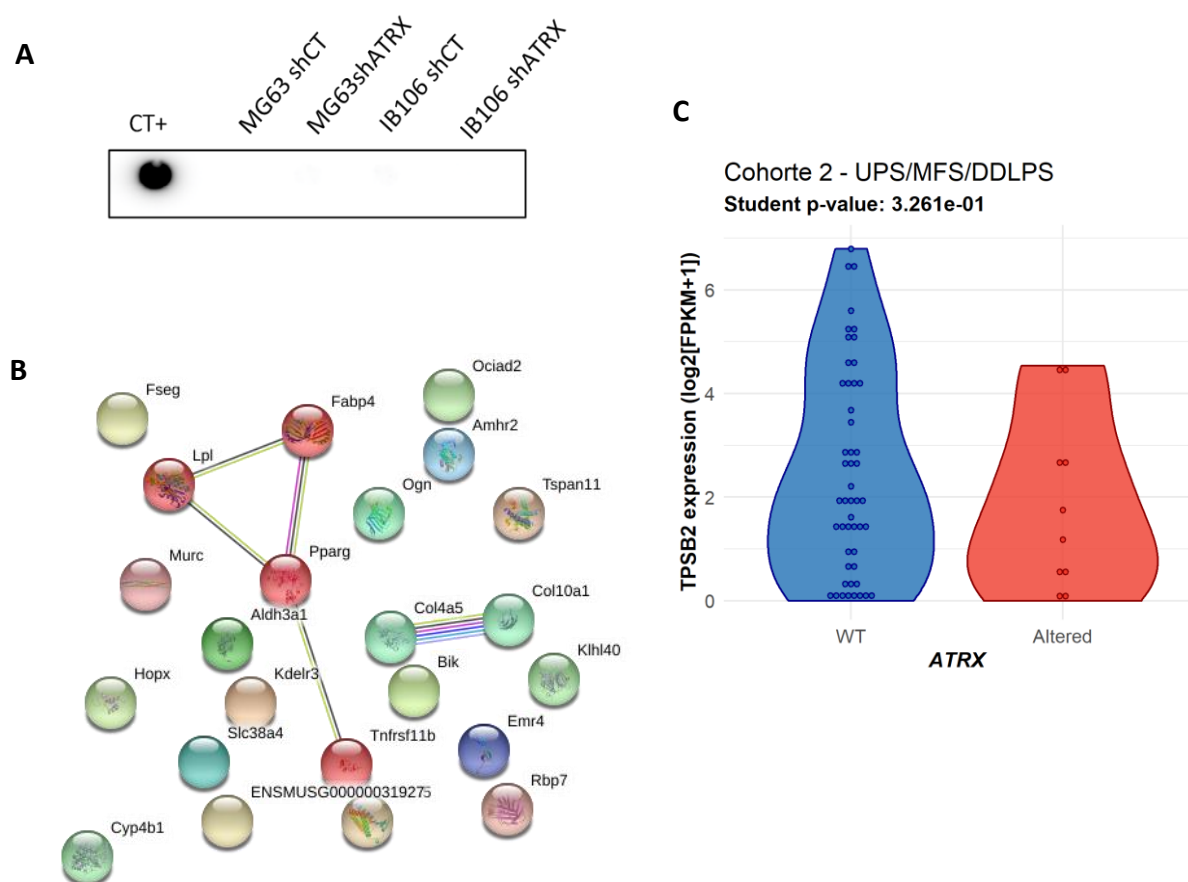 A
CT+
MG63 shCT
MG63shATRX
IB106 shCT
IB106 shATRX
B
Fseg
Fabp4
Ociad2
Amhr2
Lpl
Ogn
Tspan11
Murc
Pparg
Aldh3a1
Col4a5
Col10a1
Kdelr3
Bik
Klhl40
Hopx
Slc38a4
Tnfrsf11b
Emr4
ENSMUSG000000319275
Rbp7
Cyp4b1
C
Cohorte 2 - UPS/MFS/DDLPS
Student p-value: 3.261e-01
TPSB2 expression (log2[FPKM+1])
6
4
2
0
WT
Altered
ATRX